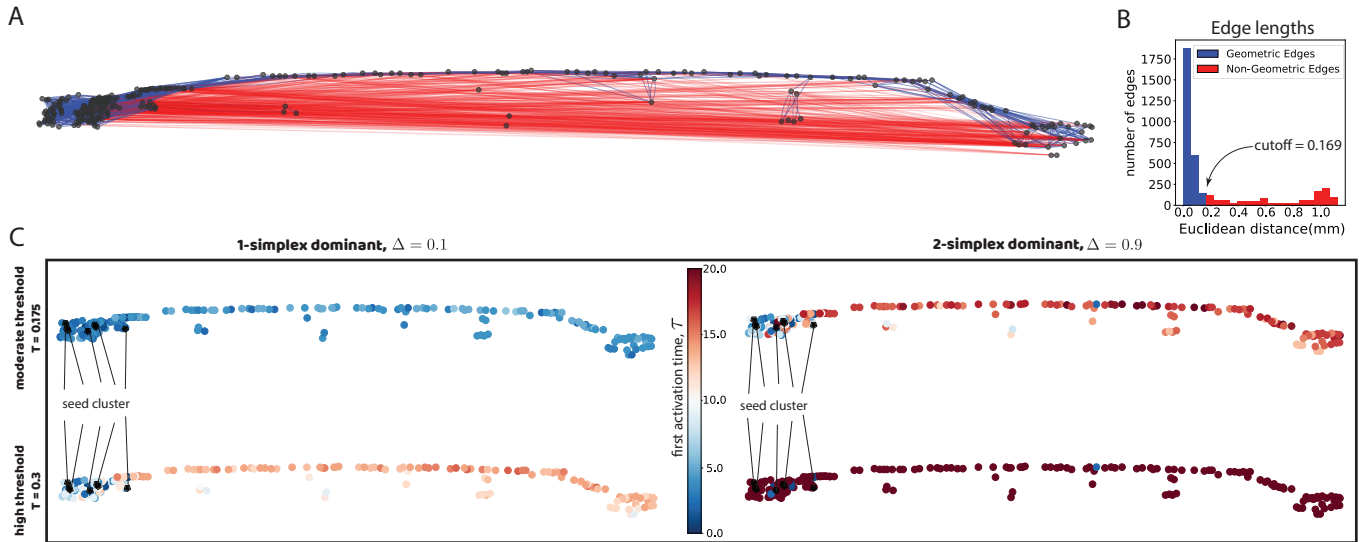 A
B
Edge lengths
Geometric Edges
Non-Geometric Edges
number of edges
1750
1500
1250
1000
750
500
250
0
cutoff = 0.169
0.0 0.2 0.4 0.6 0.8 1.0
Euclidean distance(mm)
C
1-simplex dominant, Δ = 0.1
2-simplex dominant, Δ = 0.9
moderate threshold
T = 0.175
seed cluster
high threshold
T = 0.3
first activation time, 𝒯
20.0
15.0
10.0
5.0
0.0
seed cluster